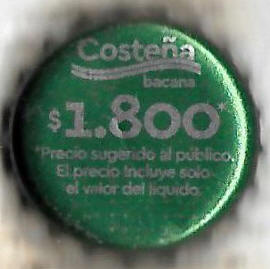 Costeña
bacana
$1.800*
*Precio sugerido al público.
El precio incluye solo
el valor del líquido.